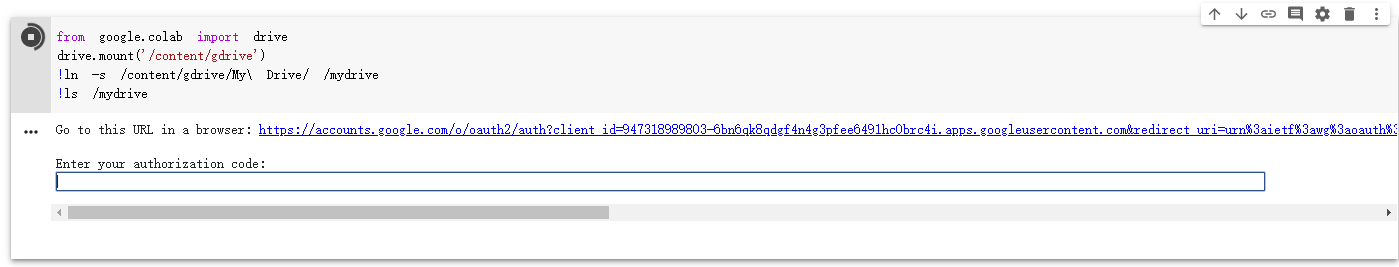 from google.colab import drive
drive.mount('/content/gdrive')
!ln -s /content/gdrive/My\ Drive/ /mydrive
!ls /mydrive
Go to this URL in a browser: https://accounts.google.com/o/oauth2/auth?client_id=947318989803-6bn6qk8qdgf4n4g3pfee6491hc0brc4i.apps.googleusercontent.com&redirect_uri=urn%3aietf%3awg%3aoauth%3
Enter your authorization code: